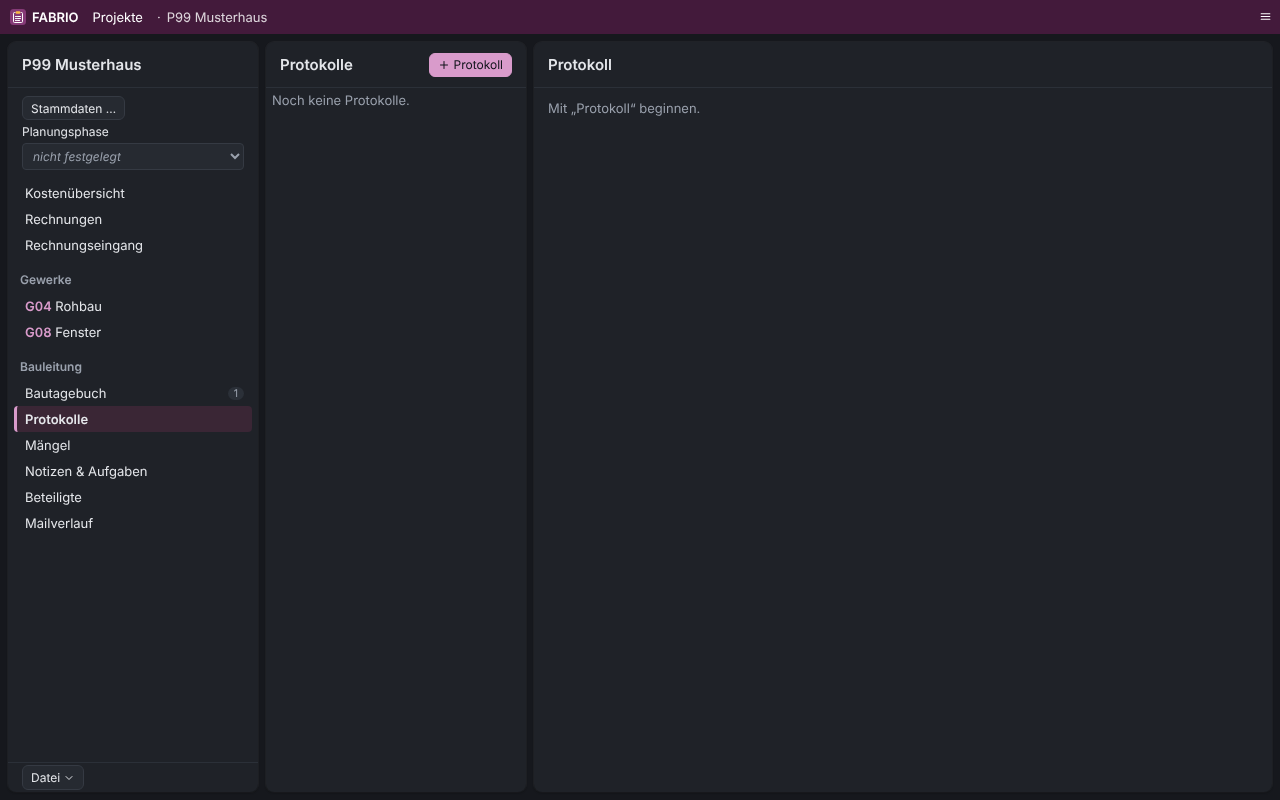 FABRIO Projekte · P99 Musterhaus
P99 Musterhaus
Stammdaten ...
Planungsphase
nicht festgelegt
Kostenübersicht
Rechnungen
Rechnungseingang
Gewerke
G04 Rohbau
G08 Fenster
Bauleitung
Bautagebuch 1
Protokolle
Mängel
Notizen & Aufgaben
Beteiligte
Mailverlauf
Datei
Protokolle
+ Protokoll
Noch keine Protokolle.
Protokoll
Mit „Protokoll“ beginnen.